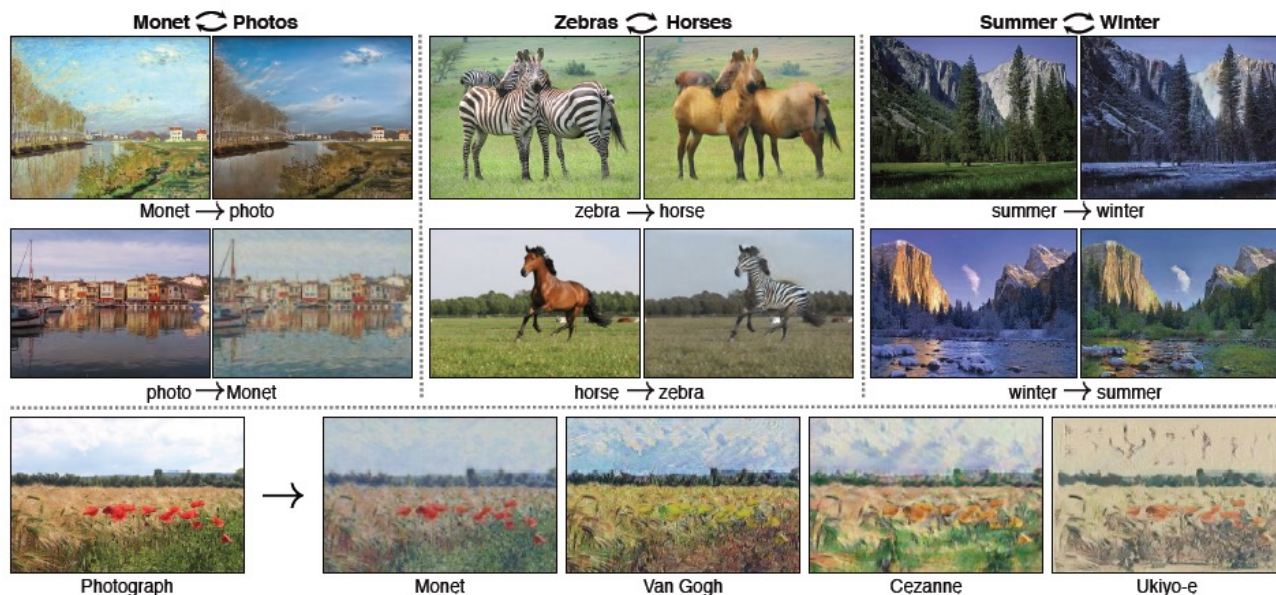 Monet Photos
Zebras Horses
Summer Winter
Monet → photo
zebra → horse
summer → winter
photo → Monet
horse → zebra
winter → summer
Photograph
Monet
Van Gogh
Cezanne
Ukiyo-e